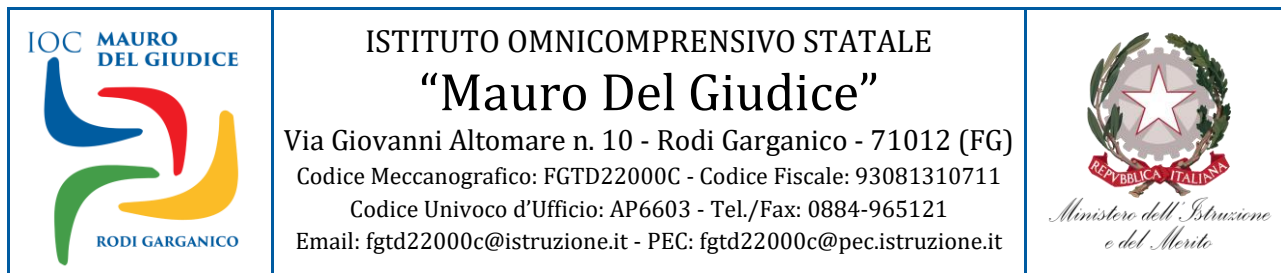 IOC MAURO
DEL GIUDICE
RODI GARGANICO
ISTITUTO OMNICOMPRENSIVO STATALE
“Mauro Del Giudice”
Via Giovanni Altomare n. 10 - Rodi Garganico - 71012 (FG)
Codice Meccanografico: FGTD22000C - Codice Fiscale: 93081310711
Codice Univoco d’Ufficio: AP6603 - Tel./Fax: 0884-965121
Email: fgtd22000c@istruzione.it - PEC: fgtd22000c@pec.istruzione.it
REPVBBLICA ITALIANA
Ministero dell’Istruzione
e del Merito